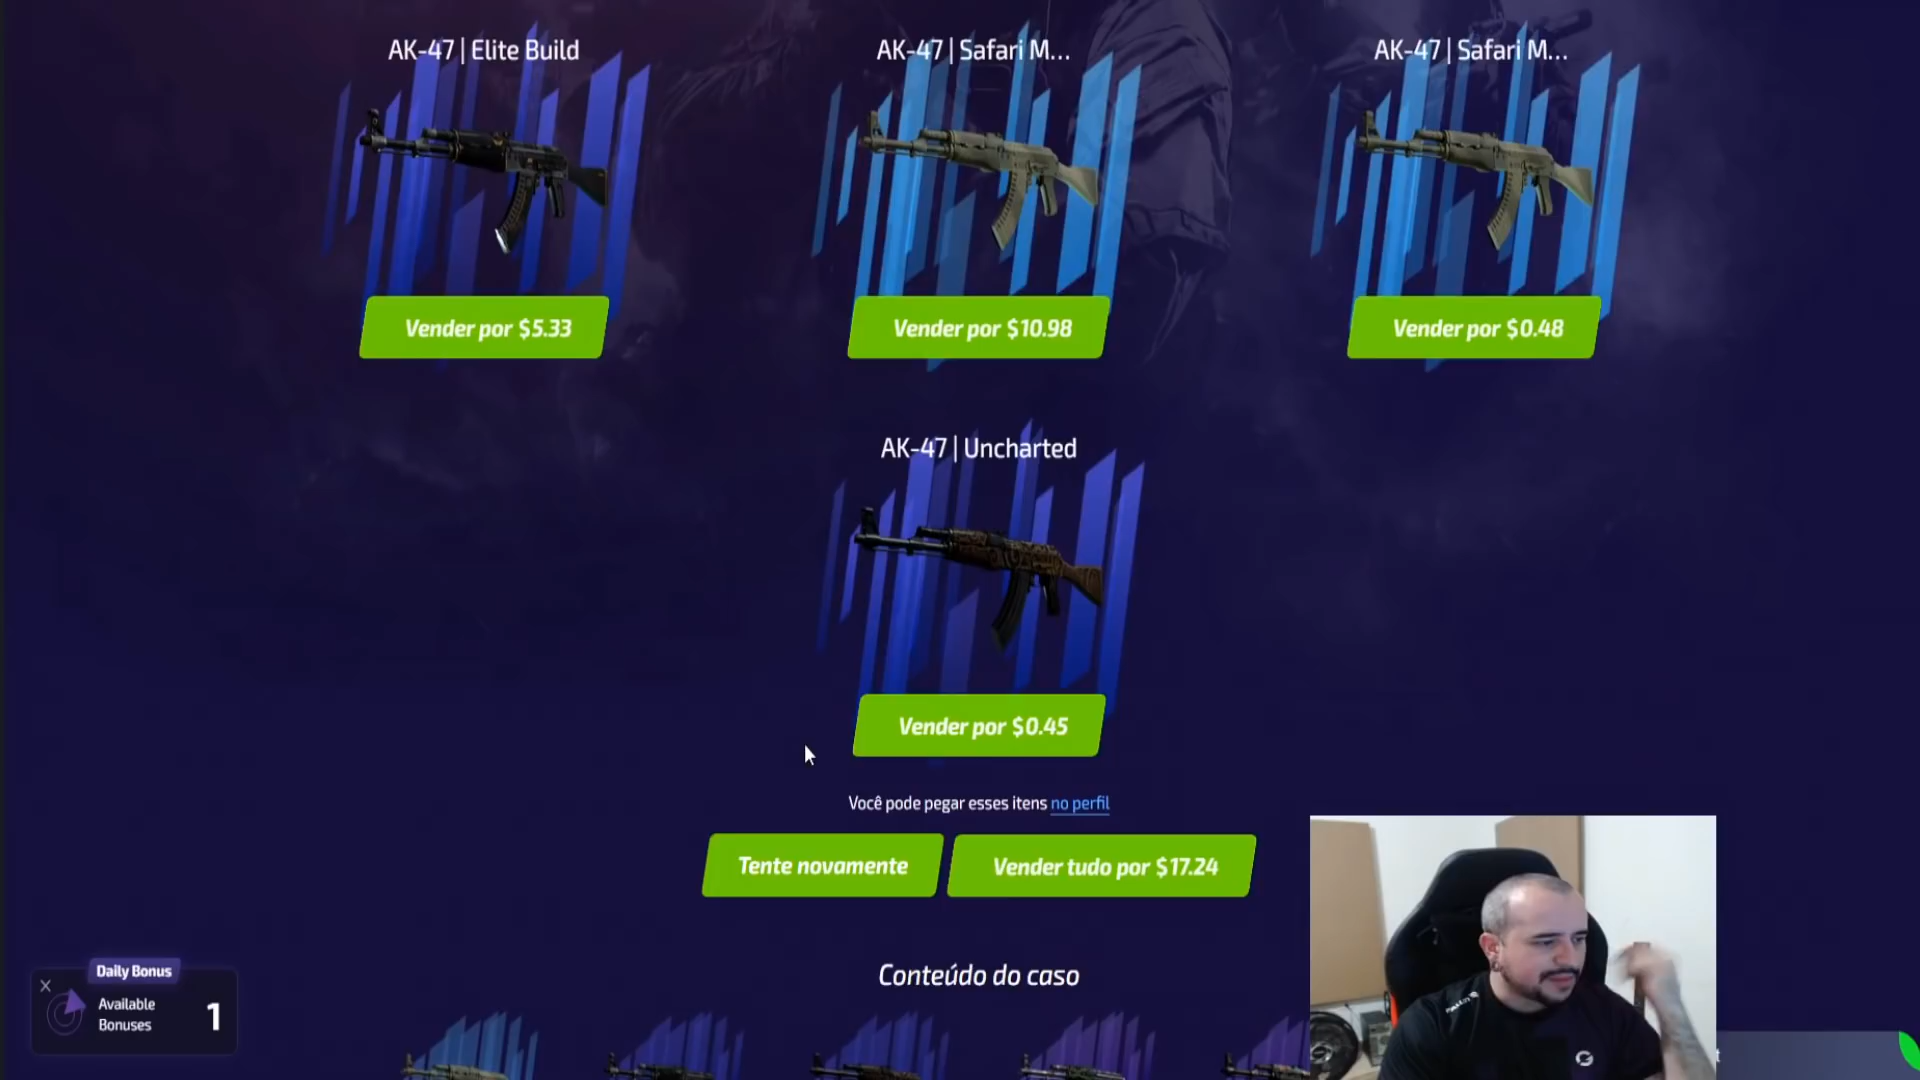 AK-47 | Elite Build
AK-47 | Safari M...
AK-47 | Safari M...
Vender por $5.33
Vender por $10.98
Vender por $0.48
AK-47 | Uncharted
Vender por $0.45
Você pode pegar esses itens no perfil
Tente novamente
Vender tudo por $17.24
Daily Bonus
Available
Bonuses
1
Conteúdo do caso